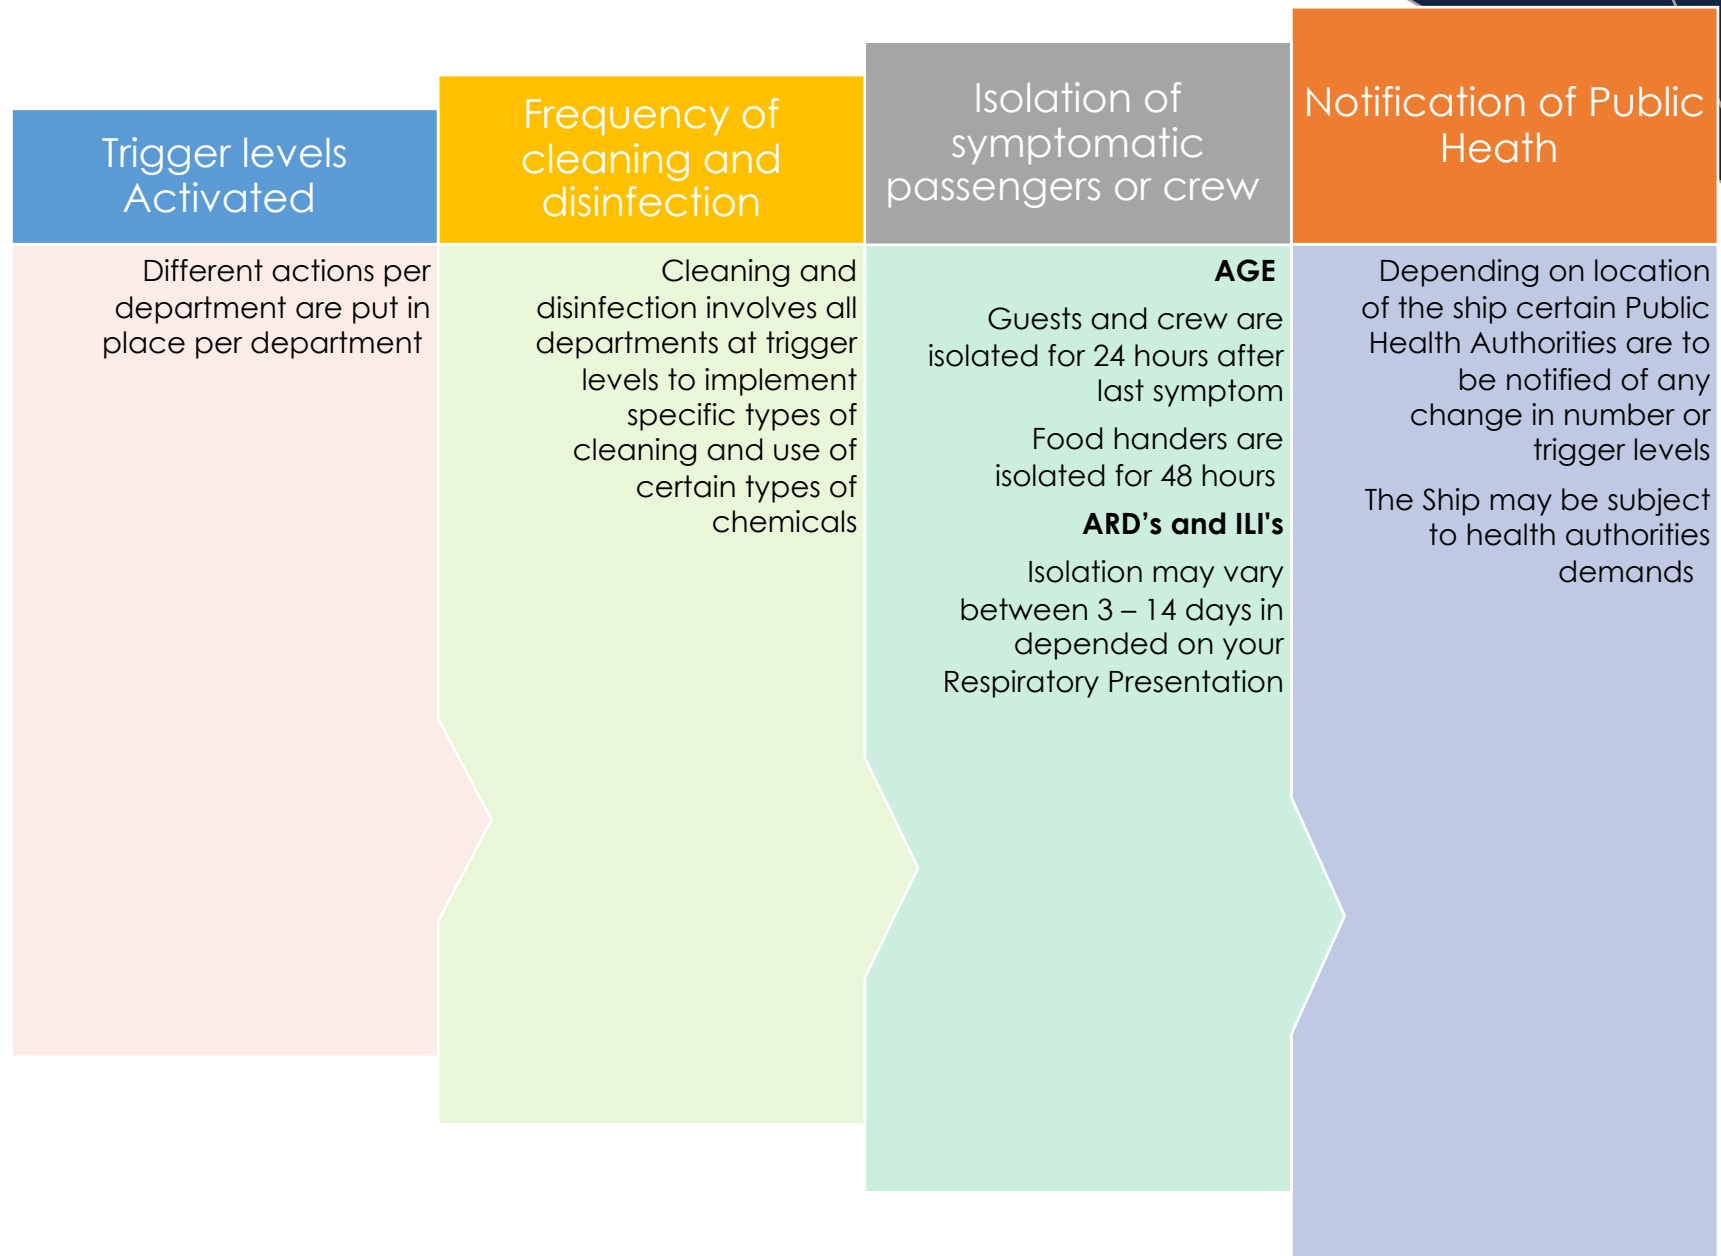 Trigger levels
Activated
Different actions per
department are put in
place per department
Frequency of
cleaning and
disinfection
Cleaning and
disinfection involves all
departments at trigger
levels to implement
specific types of
cleaning and use of
certain types of
chemicals
Isolation of
symptomatic
passengers or crew
AGE
Guests and crew are
isolated for 24 hours after
last symptom
Food handers are
isolated for 48 hours
ARD’s and ILI's
Isolation may vary
between 3 – 14 days in
depended on your
Respiratory Presentation
Notification of Public
Heath
Depending on location
of the ship certain Public
Health Authorities are to
be notified of any
change in number or
trigger levels
The Ship may be subject
to health authorities
demands